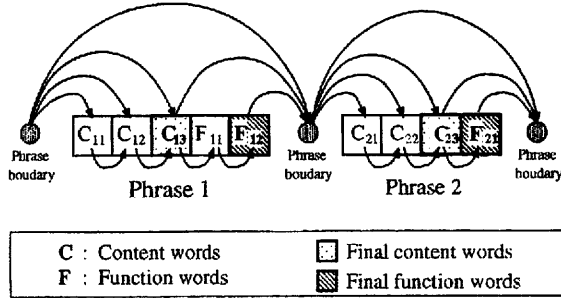 C11 C12 C13 F11 F12 C21 C22 C23 F21
Phrase boudary Phrase boudary Phrase boudary
Phrase 1 Phrase 2
C : Content words Final content words
F : Function words Final function words